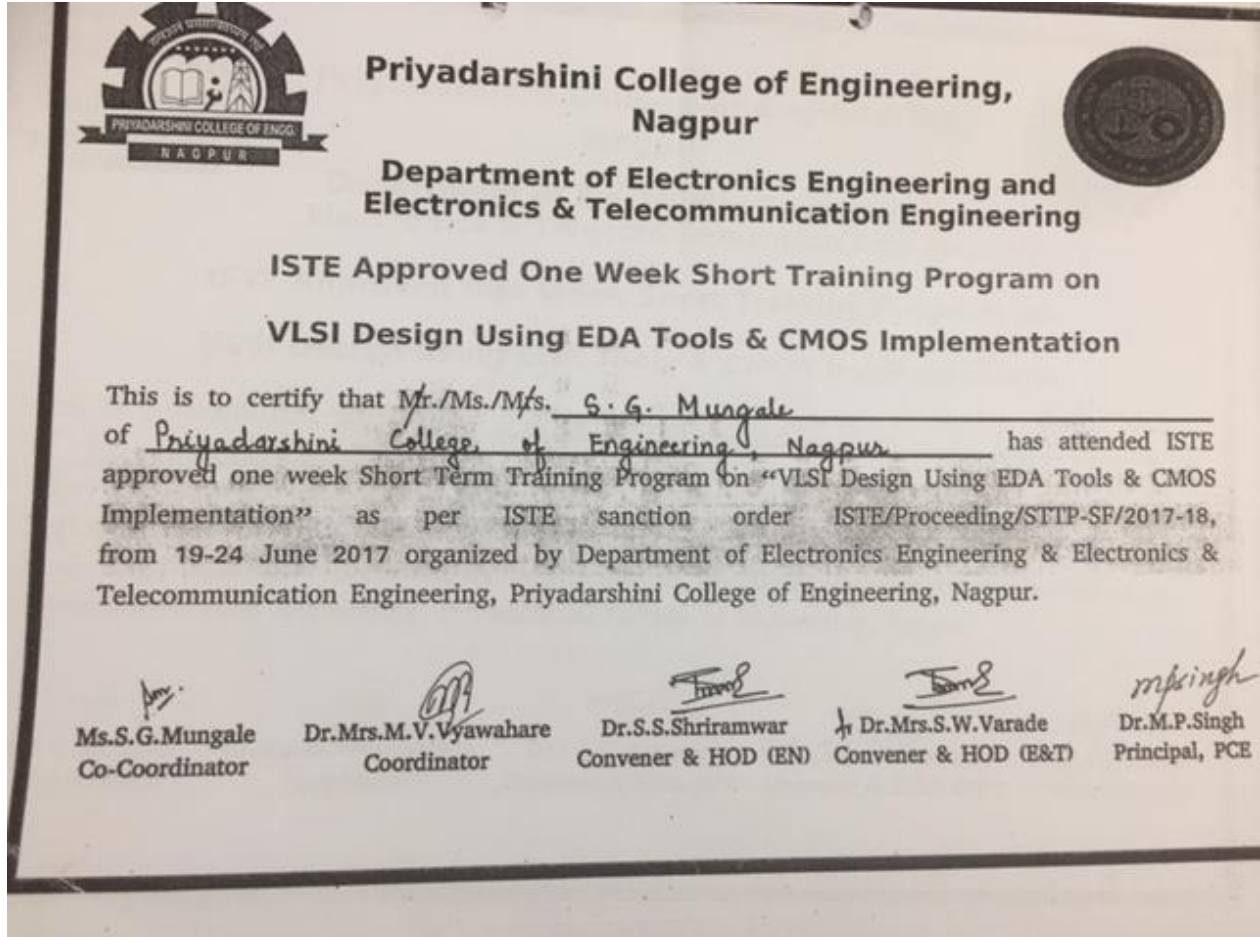 PRIYADARSHINI COLLEGE OF ENGG.
NAGPUR
Priyadarshini College of Engineering,
Nagpur
Department of Electronics Engineering and
Electronics & Telecommunication Engineering
ISTE Approved One Week Short Training Program on
VLSI Design Using EDA Tools & CMOS Implementation
This is to certify that Mr./Ms./Mrs. S. G. Mungale
of Priyadarshini College of Engineering, Nagpur has attended ISTE
approved one week Short Term Training Program on “VLSI Design Using EDA Tools & CMOS
Implementation” as per ISTE sanction order ISTE/Proceeding/STTP-SF/2017-18,
from 19-24 June 2017 organized by Department of Electronics Engineering & Electronics &
Telecommunication Engineering, Priyadarshini College of Engineering, Nagpur.
mpsingh
Ms.S.G.Mungale Dr.Mrs.M.V.Vyawahare Dr.S.S.Shriramwar Dr.Mrs.S.W.Varade Dr.M.P.Singh
Co-Coordinator Coordinator Convener & HOD (EN) Convener & HOD (E&T) Principal, PCE